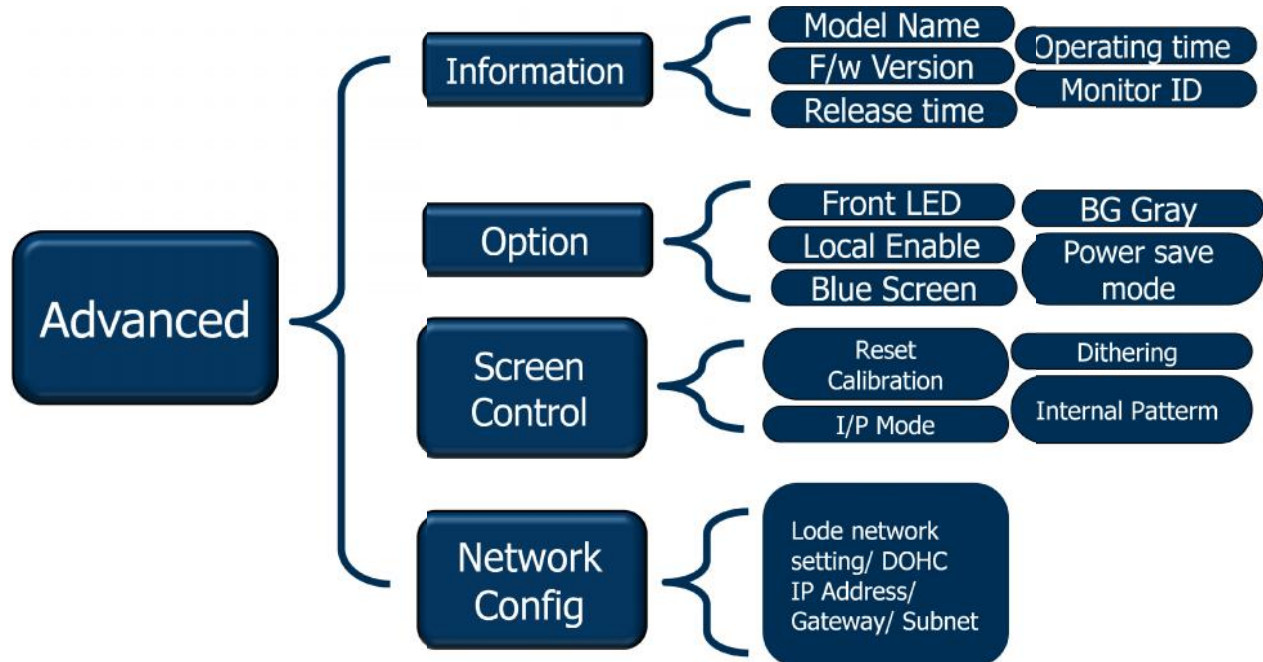 Advanced
Information
Model Name
F/w Version
Release time
Operating time
Monitor ID
Option
Front LED
Local Enable
Blue Screen
BG Gray
Power save
mode
Screen
Control
Reset
Calibration
I/P Mode
Dithering
Internal Patterm
Network
Config
Lode network
setting/ DOHC
IP Address/
Gateway/ Subnet